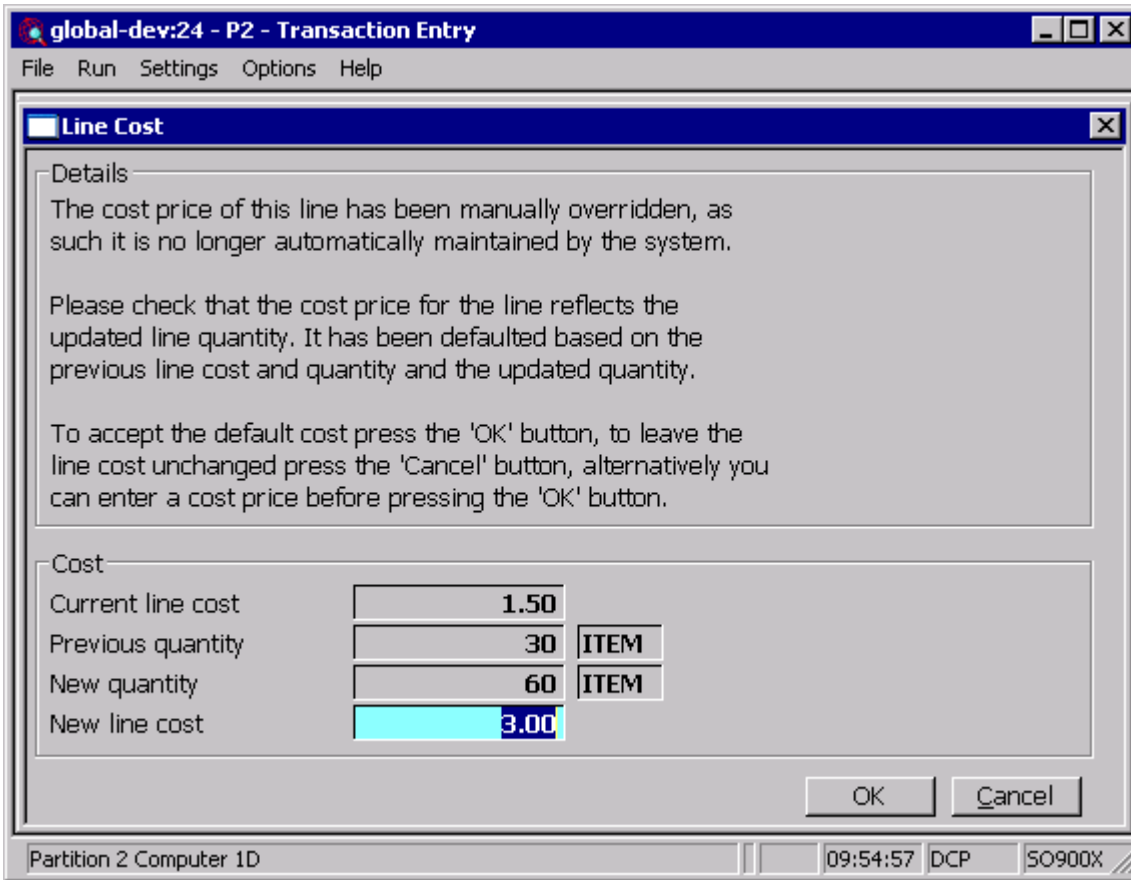 global-dev:24 - P2 - Transaction Entry
File Run Settings Options Help
Line Cost
Details
The cost price of this line has been manually overridden, as
such it is no longer automatically maintained by the system.
Please check that the cost price for the line reflects the
updated line quantity. It has been defaulted based on the
previous line cost and quantity and the updated quantity.
To accept the default cost press the 'OK' button, to leave the
line cost unchanged press the 'Cancel' button, alternatively you
can enter a cost price before pressing the 'OK' button.
Cost
Current line cost 1.50
Previous quantity 30 ITEM
New quantity 60 ITEM
New line cost 3.00
OK Cancel
Partition 2 Computer 1D 09:54:57 DCP SO900X